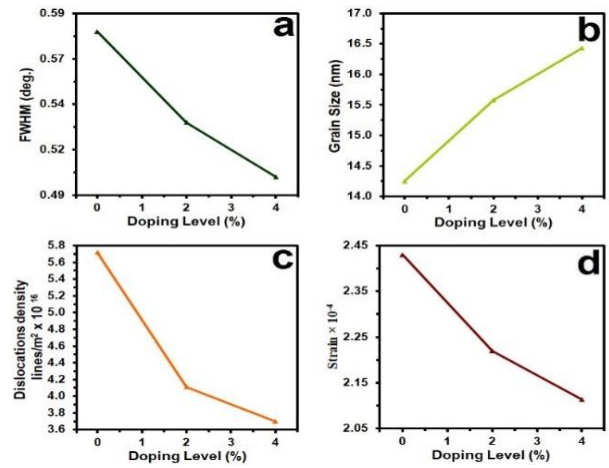 a
FWHM (deg.)
0.59
0.57
0.54
0.52
0.49
0 1 2 3 4
Doping Level (%)
b
Grain Size (nm)
17.0
16.5
16.0
15.5
15.0
14.5
14.0
0 1 2 3 4
Doping Level (%)
c
Dislocations density
lines/m² x 10 16
5.8
5.6
5.4
5.0
4.8
4.6
4.4
4.2
4.0
3.8
3.6
0 1 2 3 4
Doping Level (%)
d
Strain × 10⁻⁴
2.45
2.35
2.25
2.15
2.05
0 1 2 3 4
Doping Level (%)